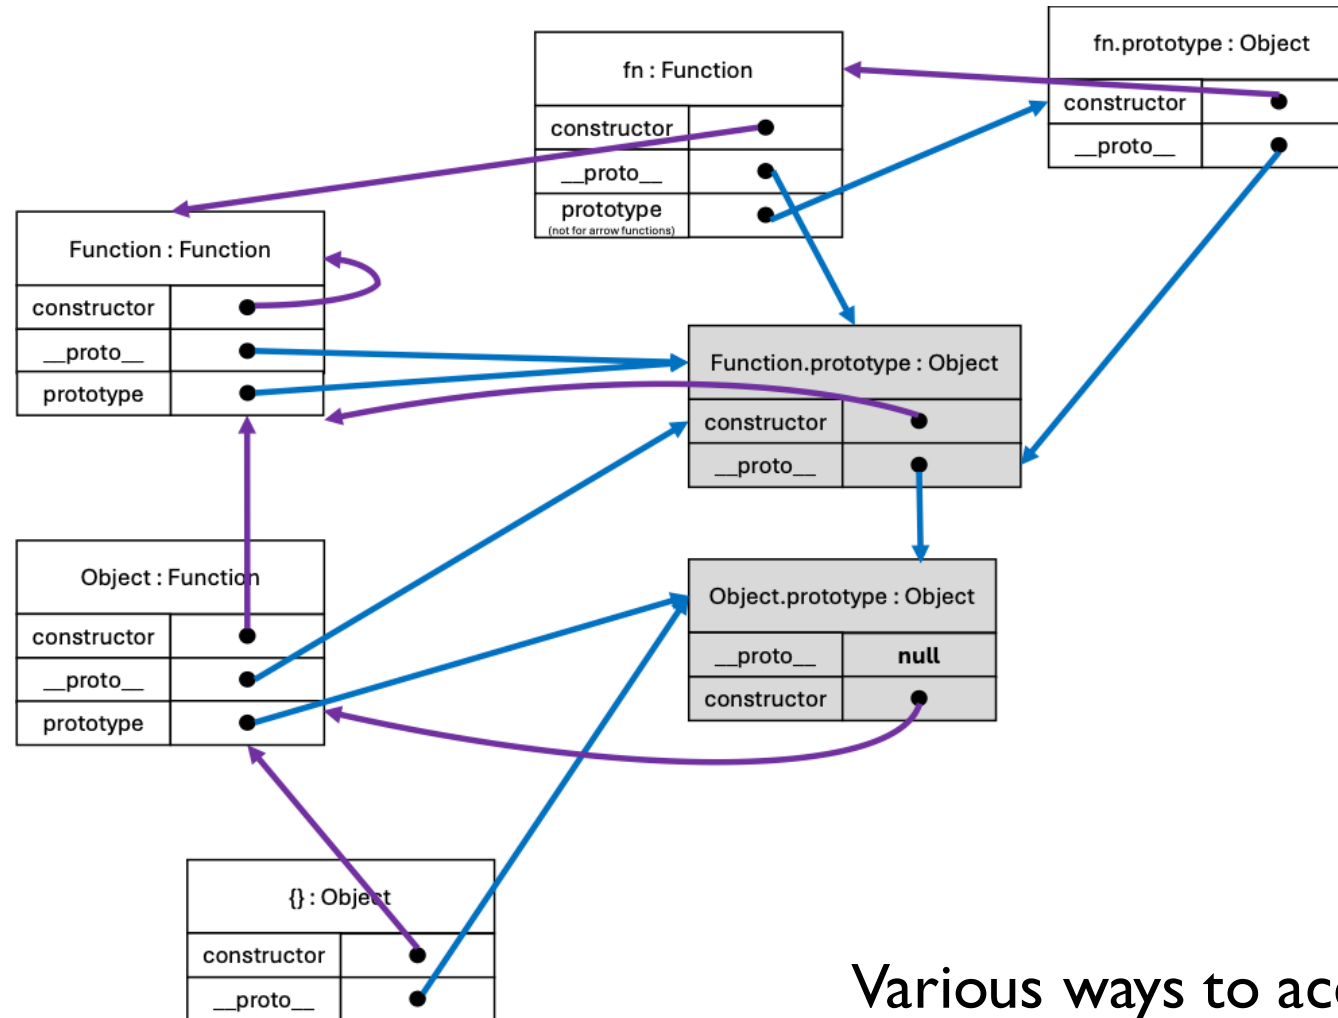 fn : Function
constructor
__proto__
prototype
(not for arrow functions)
fn.prototype : Object
constructor
__proto__
Function : Function
constructor
__proto__
prototype
Function.prototype : Object
constructor
__proto__
Object : Function
constructor
__proto__
prototype
Object.prototype : Object
__proto__ null
constructor
{} : Object
constructor
__proto__
Various ways to